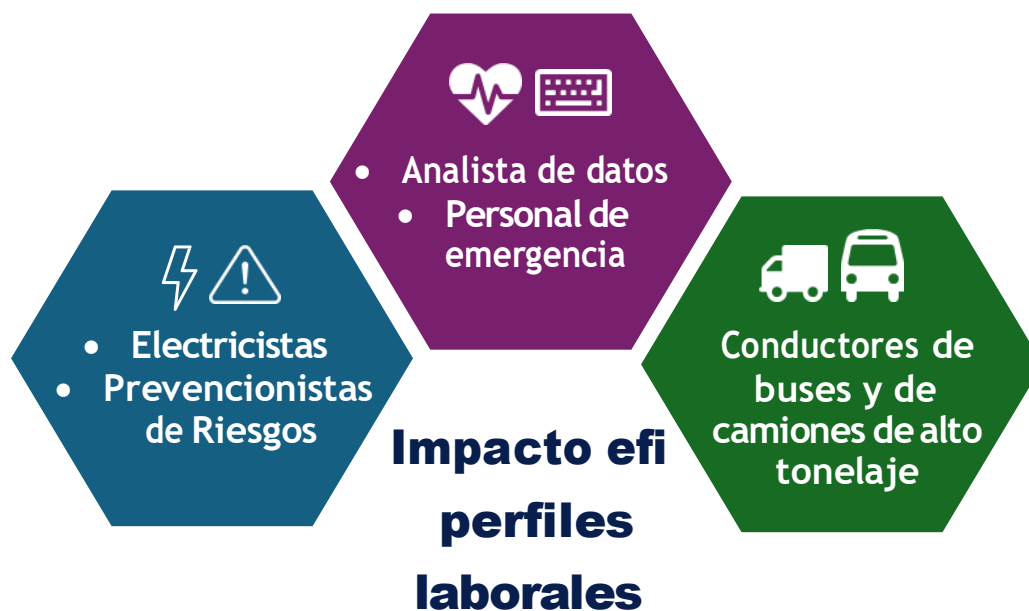 • Analista de datos
• Personal de
emergencia
• Electricistas
• Prevencionistas
de Riesgos
Conductores de
buses y de
camiones de alto
tonelaje
Impacto efi
perfiles
laborales